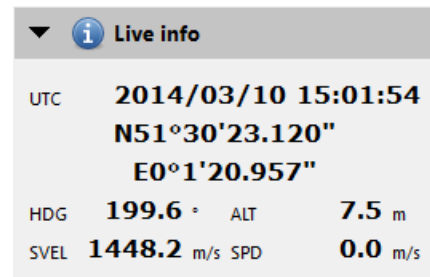 Live info
UTC 2014/03/10 15:01:54
N51°30'23.120"
E0°1'20.957"
HDG 199.6 ° ALT 7.5 m
SVEL 1448.2 m/s SPD 0.0 m/s